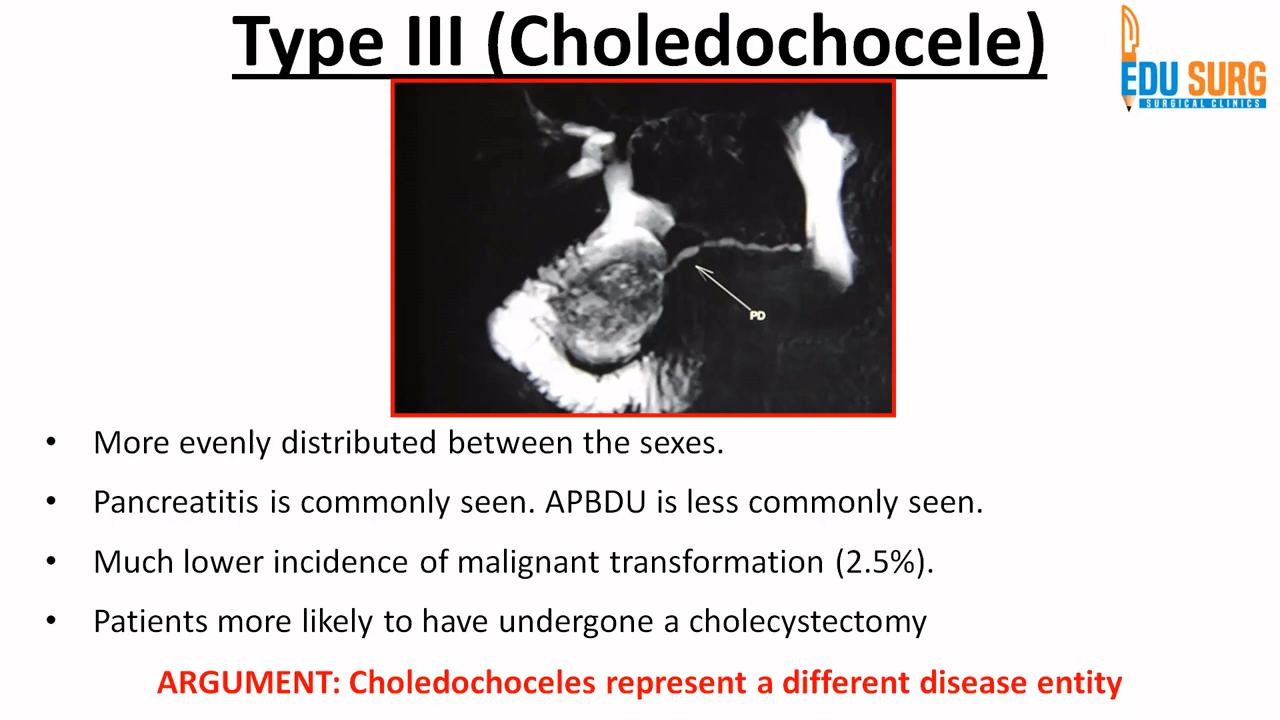 Type III (Choledochocele)
EDU SURG
SURGICAL CLINICS
PD
• More evenly distributed between the sexes.
• Pancreatitis is commonly seen. APBDU is less commonly seen.
• Much lower incidence of malignant transformation (2.5%).
• Patients more likely to have undergone a cholecystectomy
ARGUMENT: Choledochoceles represent a different disease entity